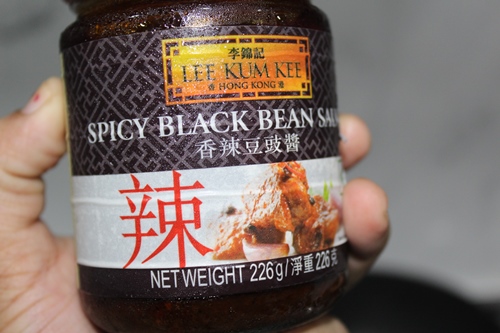 李錦記
LEE KUM KEE
香 HONG KONG 港
SPICY BLACK BEAN
香辣豆豉醬
辣
NET WEIGHT 226g/淨重226克